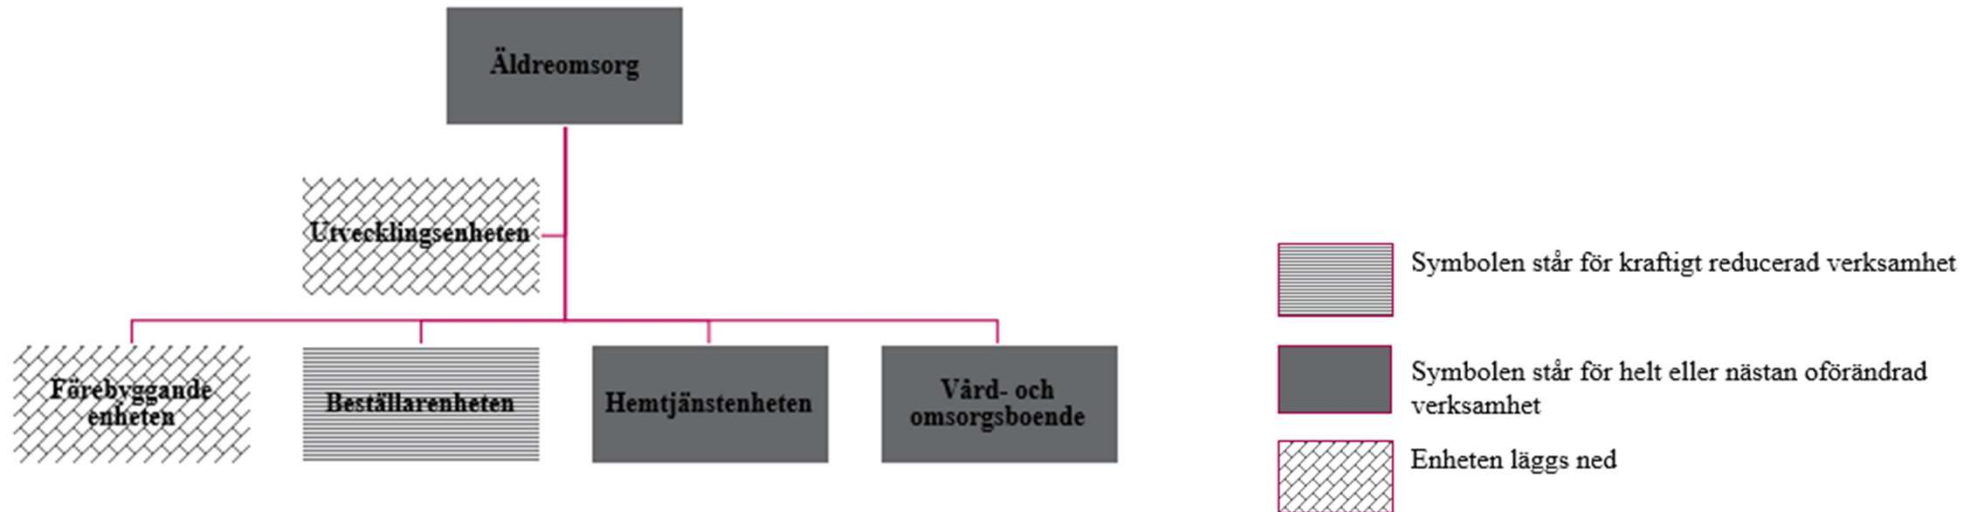 Äldreomsorg
Utvecklingsenheten
Förebyggande
enheten
Beställarenheten
Hemtjänstenheten
Vård- och
omsorgsboende
Symbolen står för kraftigt reducerad verksamhet
Symbolen står för helt eller nästan oförändrad
verksamhet
Enheten läggs ned